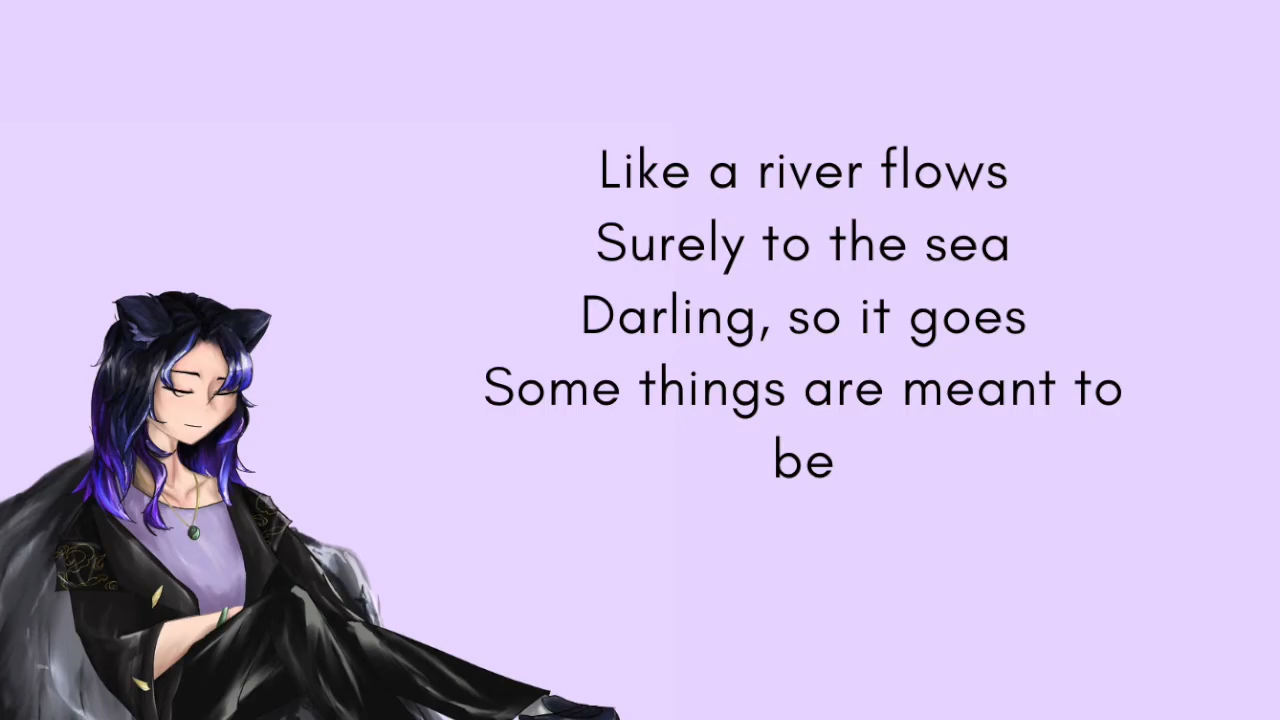 Like a river flows
Surely to the sea
Darling, so it goes
Some things are meant to
be